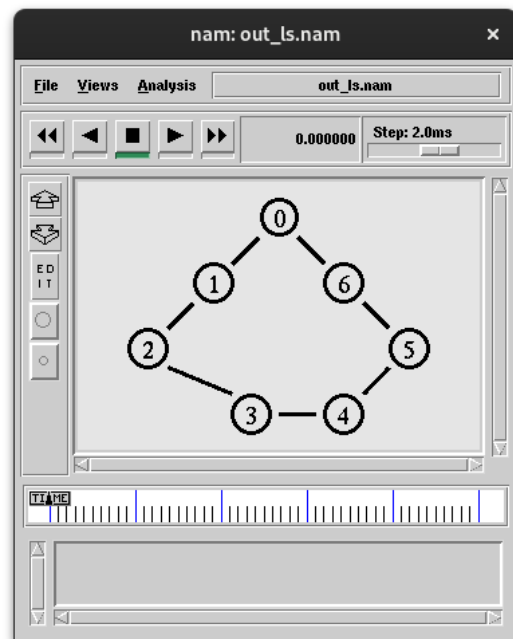 nam: out_ls.nam ×
File Views Analysis out_ls.nam
0.000000 Step: 2.0ms
0
1 6
ED
IT
2 5
3 4
TIME